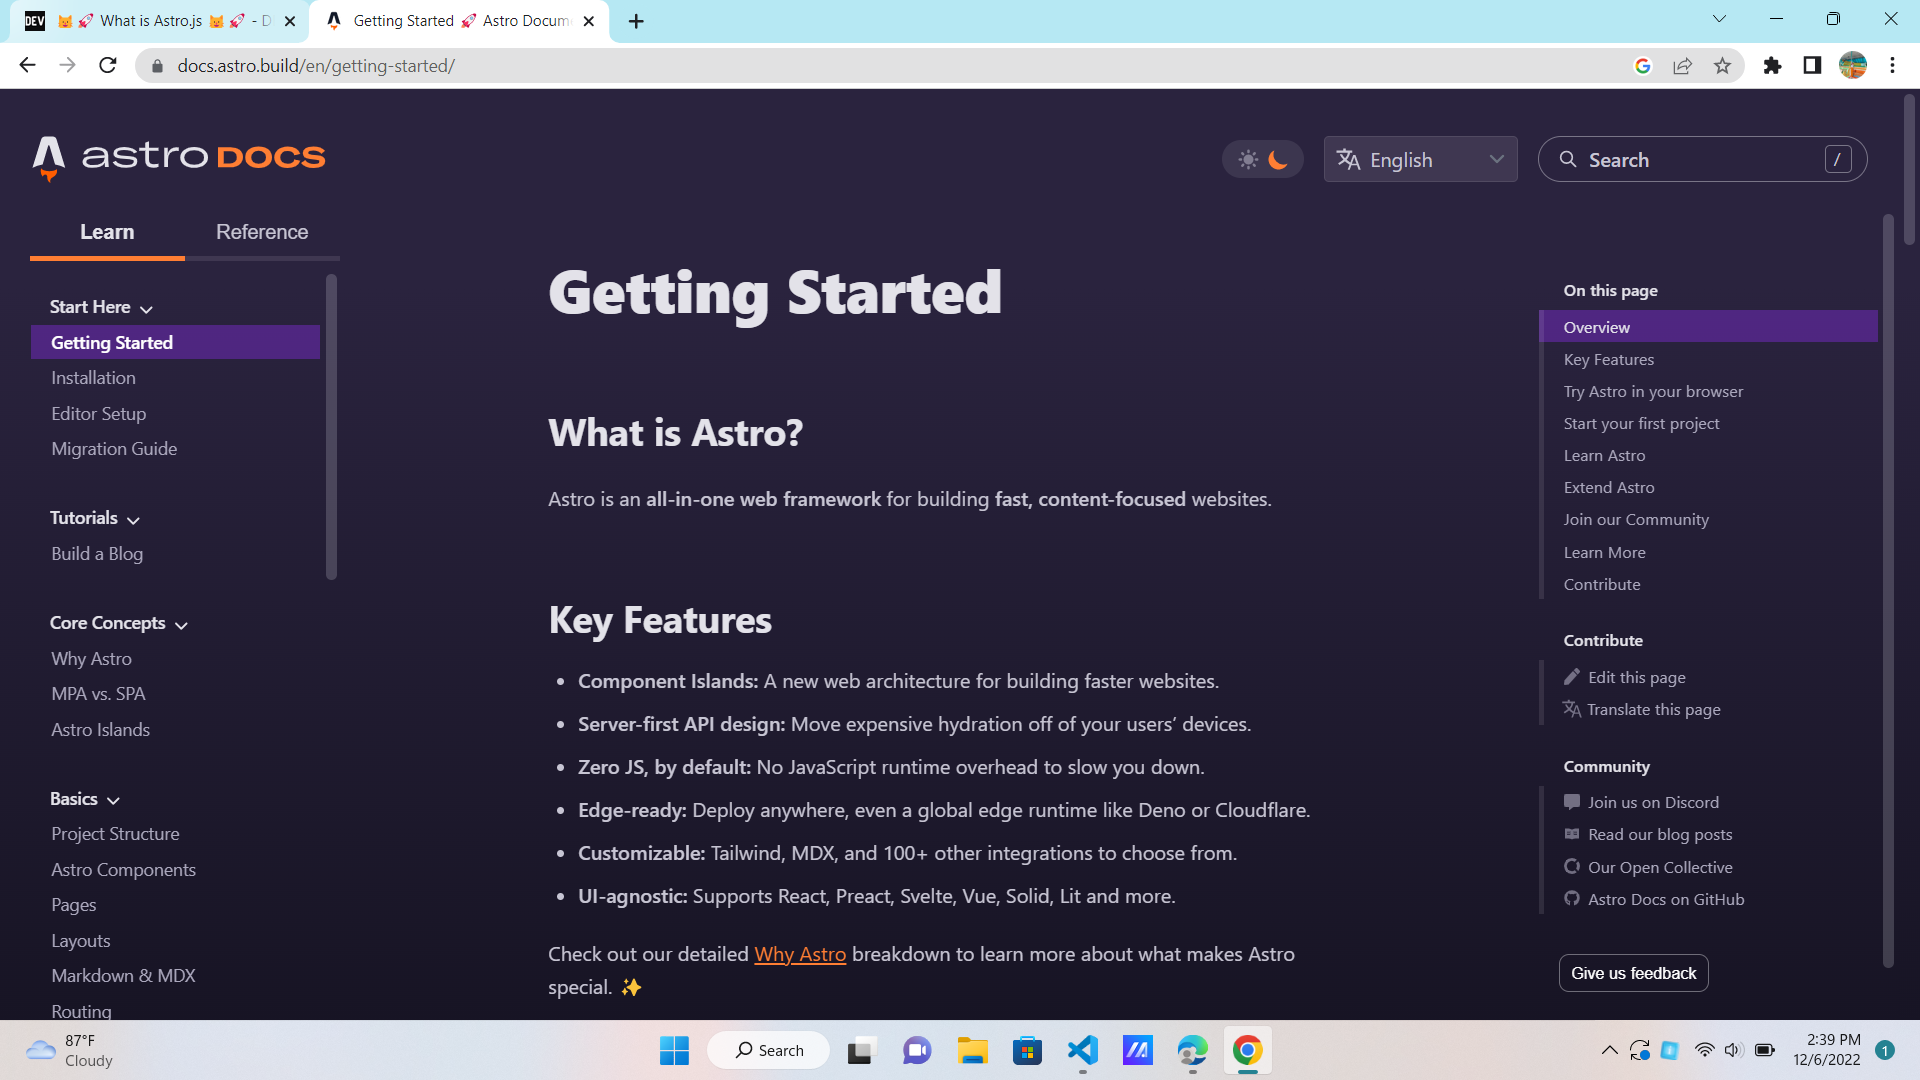 DEV 🐱 🚀 What is Astro.js 🐱 🚀 - D
Getting Started 🚀 Astro Docum
docs.astro.build/en/getting-started/
astro DOCS
English
Search /
Learn Reference
Start Here
Getting Started
Installation
Editor Setup
Migration Guide
Tutorials
Build a Blog
Core Concepts
Why Astro
MPA vs. SPA
Astro Islands
Basics
Project Structure
Astro Components
Pages
Layouts
Markdown & MDX
Routing
Getting Started
What is Astro?
Astro is an all-in-one web framework for building fast, content-focused websites.
Key Features
• Component Islands: A new web architecture for building faster websites.
• Server-first API design: Move expensive hydration off of your users’ devices.
• Zero JS, by default: No JavaScript runtime overhead to slow you down.
• Edge-ready: Deploy anywhere, even a global edge runtime like Deno or Cloudflare.
• Customizable: Tailwind, MDX, and 100+ other integrations to choose from.
• UI-agnostic: Supports React, Preact, Svelte, Vue, Solid, Lit and more.
Check out our detailed Why Astro breakdown to learn more about what makes Astro
special. ✨
On this page
Overview
Key Features
Try Astro in your browser
Start your first project
Learn Astro
Extend Astro
Join our Community
Learn More
Contribute
Contribute
Edit this page
Translate this page
Community
Join us on Discord
Read our blog posts
Our Open Collective
Astro Docs on GitHub
Give us feedback
87°F
Cloudy
Search
2:39 PM
12/6/2022
1